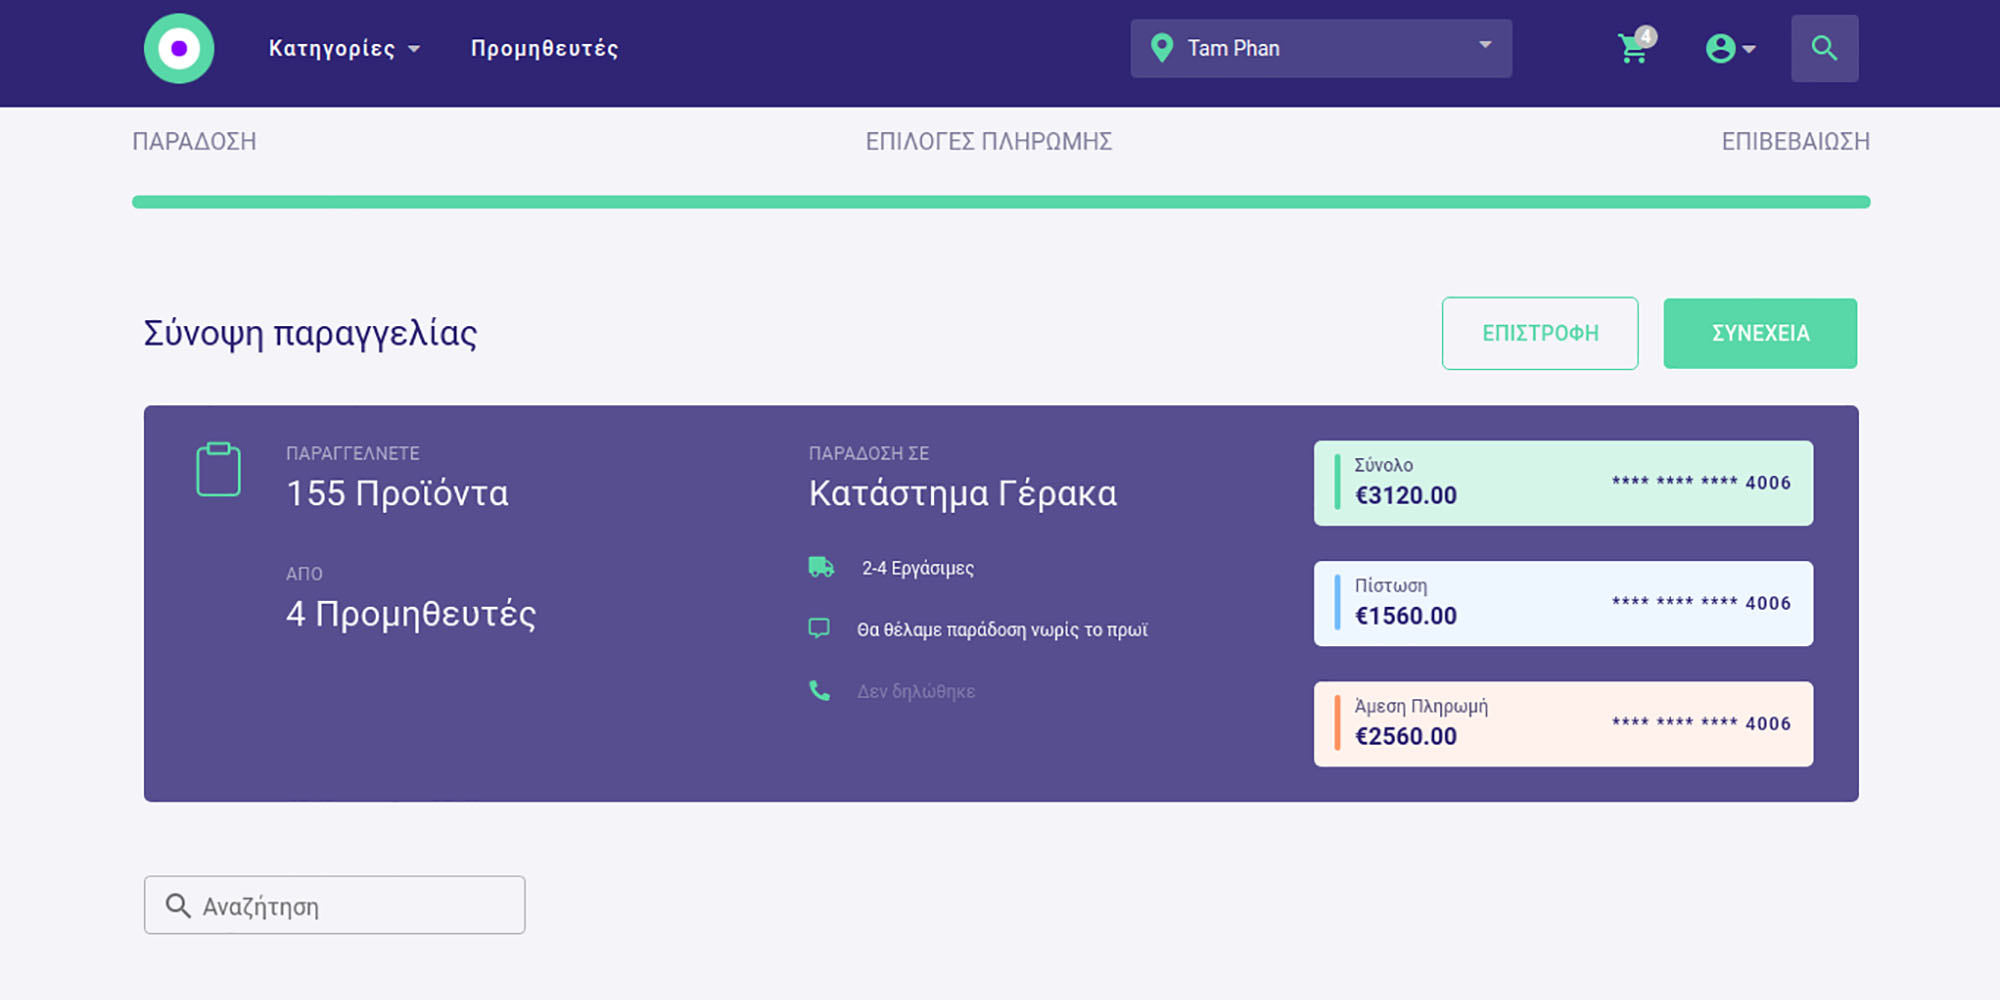 Κατηγορίες
Προμηθευτές
Tam Phan
4
ΠΑΡΑΔΟΣΗ
ΕΠΙΛΟΓΕΣ ΠΛΗΡΩΜΗΣ
ΕΠΙΒΕΒΑΙΩΣΗ
Σύνοψη παραγγελίας
ΕΠΙΣΤΡΟΦΗ
ΣΥΝΕΧΕΙΑ
ΠΑΡΑΓΓΕΛΝΕΤΕ
155 Προϊόντα
ΑΠΟ
4 Προμηθευτές
ΠΑΡΑΔΟΣΗ ΣΕ
Κατάστημα Γέρακα
2-4 Εργάσιμες
Θα θέλαμε παράδοση νωρίς το πρωϊ
Δεν δηλώθηκε
Σύνολο
€3120.00
**** **** **** 4006
Πίστωση
€1560.00
**** **** **** 4006
Άμεση Πληρωμή
€2560.00
**** **** **** 4006
Αναζήτηση